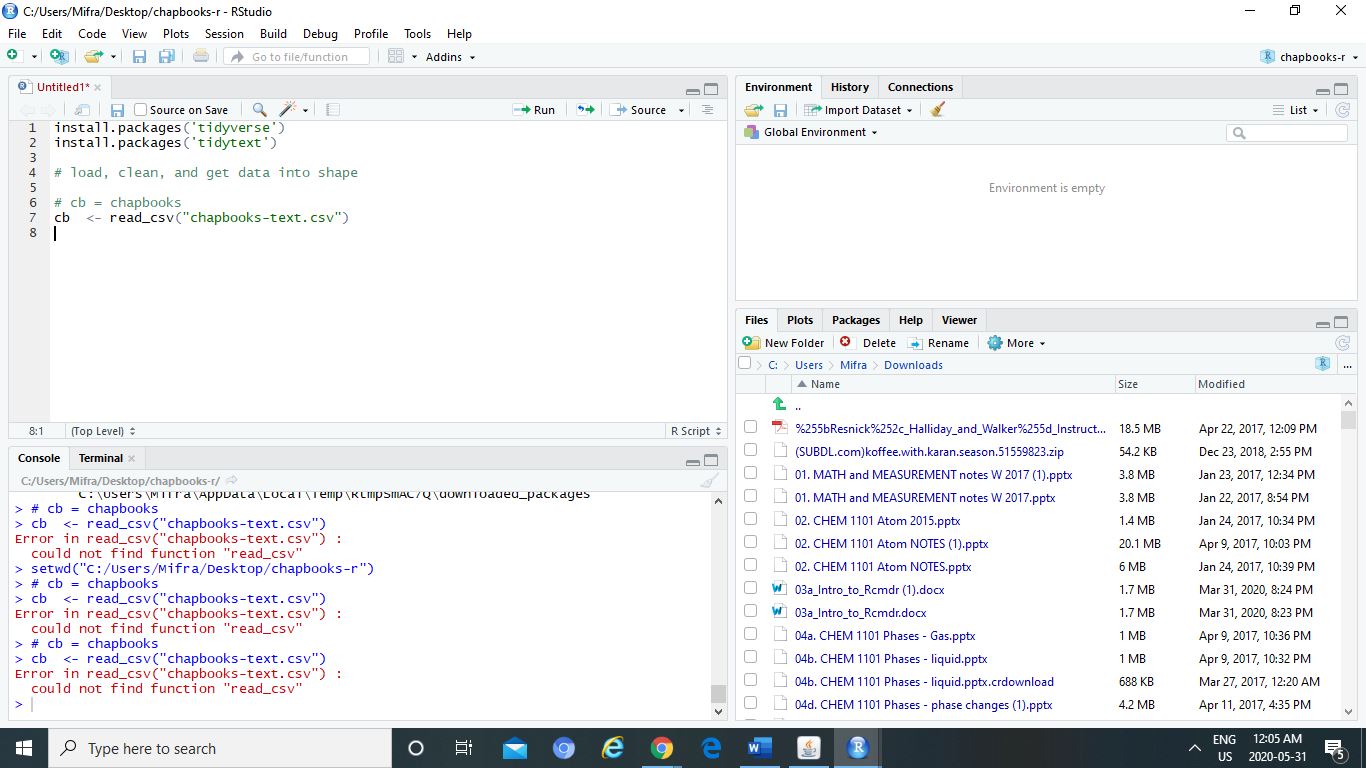 C:/Users/Mifra/Desktop/chapbooks-r - RStudio
File Edit Code View Plots Session Build Debug Profile Tools Help
Go to file/function Addins chapbooks-r
Untitled1*
Source on Save Run Source
1 install.packages('tidyverse')
2 install.packages('tidytext')
3
4 # load, clean, and get data into shape
5
6 # cb = chapbooks
7 cb <- read_csv("chapbooks-text.csv")
8
8:1 (Top Level) R Script
Console Terminal
C:/Users/Mifra/Desktop/chapbooks-r/
C:\Users\Mifra\AppData\Local\Temp\RtmpSmAC7Q\downloaded_packages
> # cb = chapbooks
> cb <- read_csv("chapbooks-text.csv")
Error in read_csv("chapbooks-text.csv") :
could not find function "read_csv"
> setwd("C:/Users/Mifra/Desktop/chapbooks-r")
> # cb = chapbooks
> cb <- read_csv("chapbooks-text.csv")
Error in read_csv("chapbooks-text.csv") :
could not find function "read_csv"
> # cb = chapbooks
> cb <- read_csv("chapbooks-text.csv")
Error in read_csv("chapbooks-text.csv") :
could not find function "read_csv"
>
Environment History Connections
Import Dataset List
Global Environment
Environment is empty
Files Plots Packages Help Viewer
New Folder Delete Rename More
C: Users Mifra Downloads ...
Name Size Modified
..
%255bResnick%252c_Halliday_and_Walker%255d_Instruct... 18.5 MB Apr 22, 2017, 12:09 PM
(SUBDL.com)koffee.with.karan.season.51559823.zip 54.2 KB Dec 23, 2018, 2:55 PM
01. MATH and MEASUREMENT notes W 2017 (1).pptx 3.8 MB Jan 23, 2017, 12:34 PM
01. MATH and MEASUREMENT notes W 2017.pptx 3.8 MB Jan 22, 2017, 8:54 PM
02. CHEM 1101 Atom 2015.pptx 1.4 MB Jan 24, 2017, 10:34 PM
02. CHEM 1101 Atom NOTES (1).pptx 20.1 MB Apr 9, 2017, 10:03 PM
02. CHEM 1101 Atom NOTES.pptx 6 MB Jan 24, 2017, 10:39 PM
03a_Intro_to_Rcmdr (1).docx 1.7 MB Mar 31, 2020, 8:24 PM
03a_Intro_to_Rcmdr.docx 1.7 MB Mar 31, 2020, 8:23 PM
04a. CHEM 1101 Phases - Gas.pptx 1 MB Apr 9, 2017, 10:36 PM
04b. CHEM 1101 Phases - liquid.pptx 1 MB Apr 9, 2017, 10:32 PM
04b. CHEM 1101 Phases - liquid.pptx.crdownload 688 KB Mar 27, 2017, 12:20 AM
04d. CHEM 1101 Phases - phase changes (1).pptx 4.2 MB Apr 11, 2017, 4:35 PM
Type here to search
ENG 12:05 AM
US 2020-05-31 5